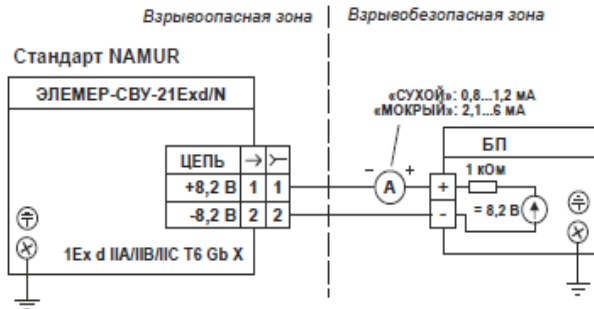 Взрывоопасная зона
Взрывобезопасная зона
Стандарт NAMUR
ЭЛЕМЕР-СВУ-21Exd/N
«СУХОЙ»: 0,8...1,2 мА
«МОКРЫЙ»: 2,1...6 мА
ЦЕПЬ
+8,2 В 1 1
-8,2 В 2 2
1Ex d IIA/IIB/IIC T6 Gb X
− A +
БП
1 кОм
+
-
= 8,2 В